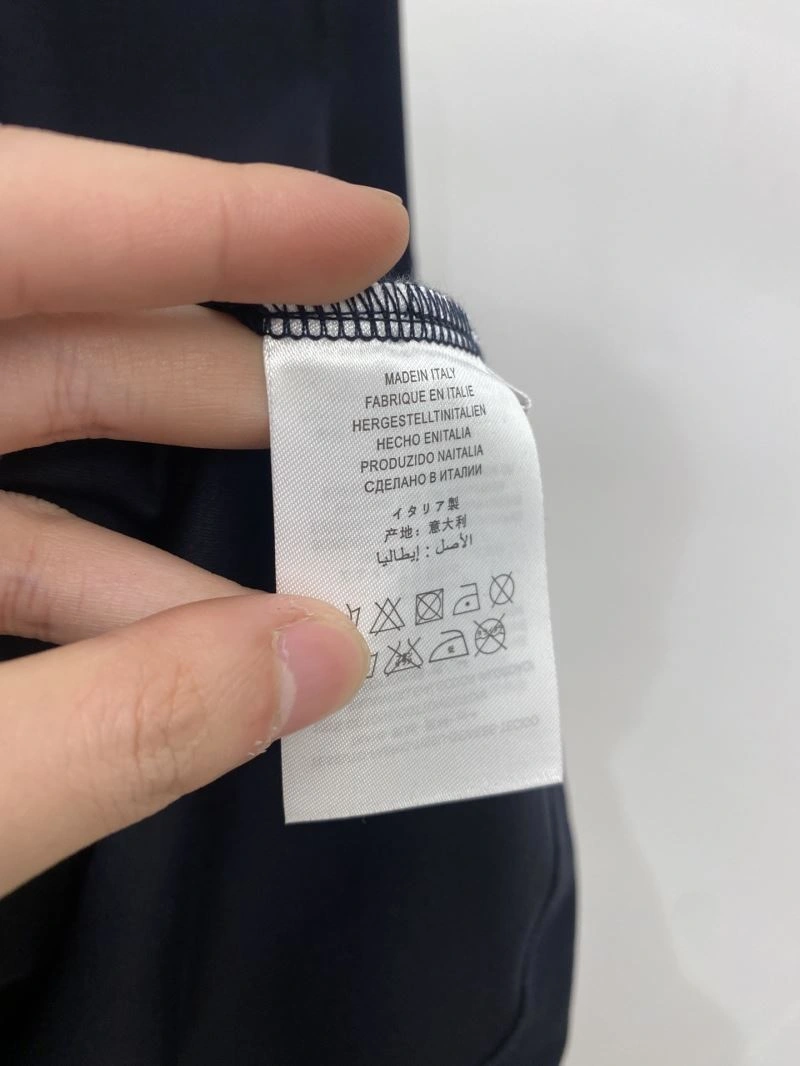 MADEIN ITALY
FABRIQUE EN ITALIE
HERGESTELLTINITALIEN
HECHO ENITALIA
PRODUZIDO NAITALIA
СДЕЛАНО В ИТАЛИИ
イタリア製
产地：意大利
الأصل : إيطاليا